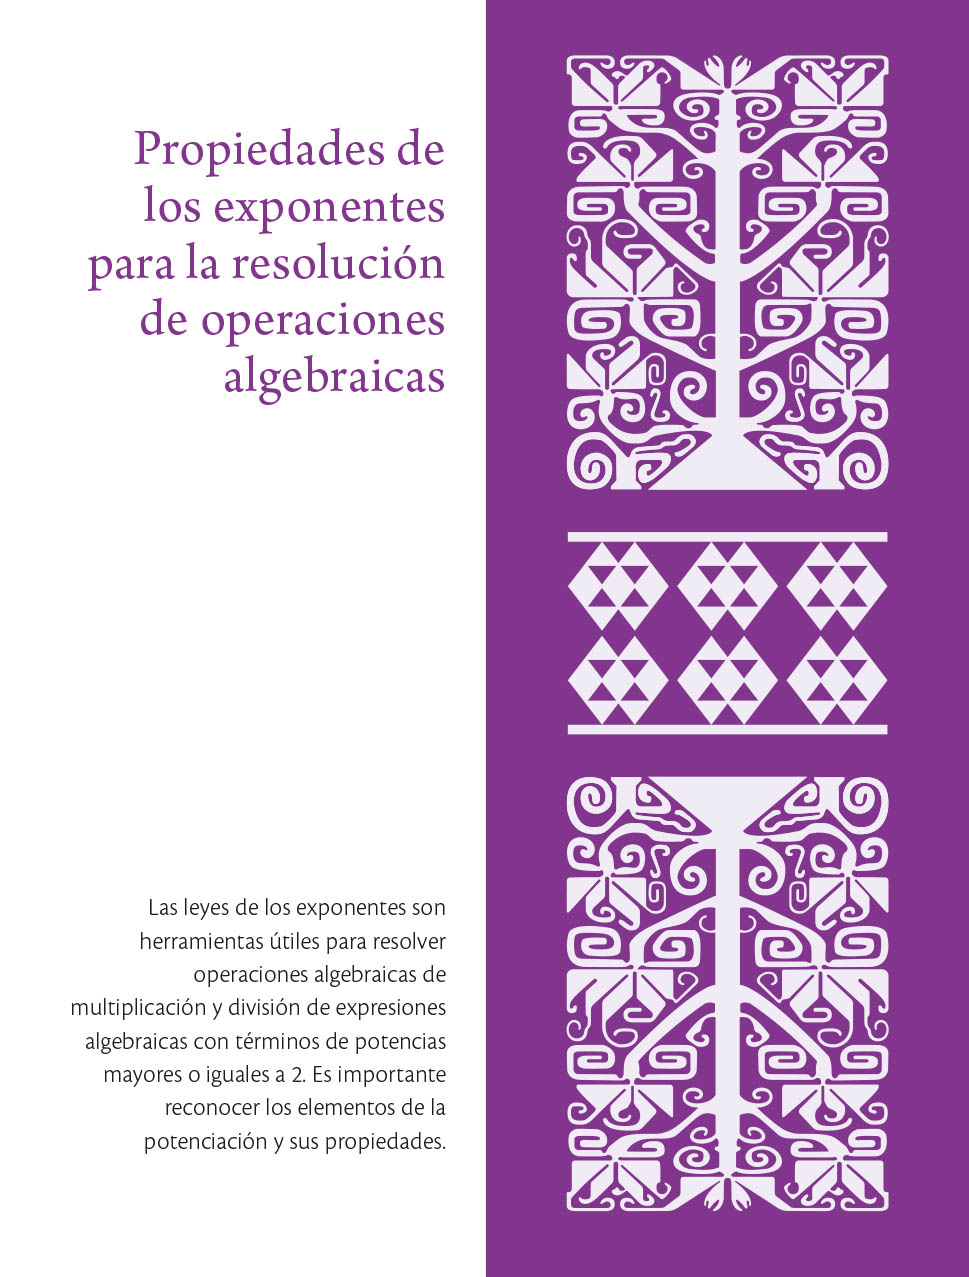 Propiedades de
los exponentes
para la resolución
de operaciones
algebraicas
Las leyes de los exponentes son
herramientas útiles para resolver
operaciones algebraicas de
multiplicación y división de expresiones
algebraicas con términos de potencias
mayores o iguales a 2. Es importante
reconocer los elementos de la
potenciación y sus propiedades.